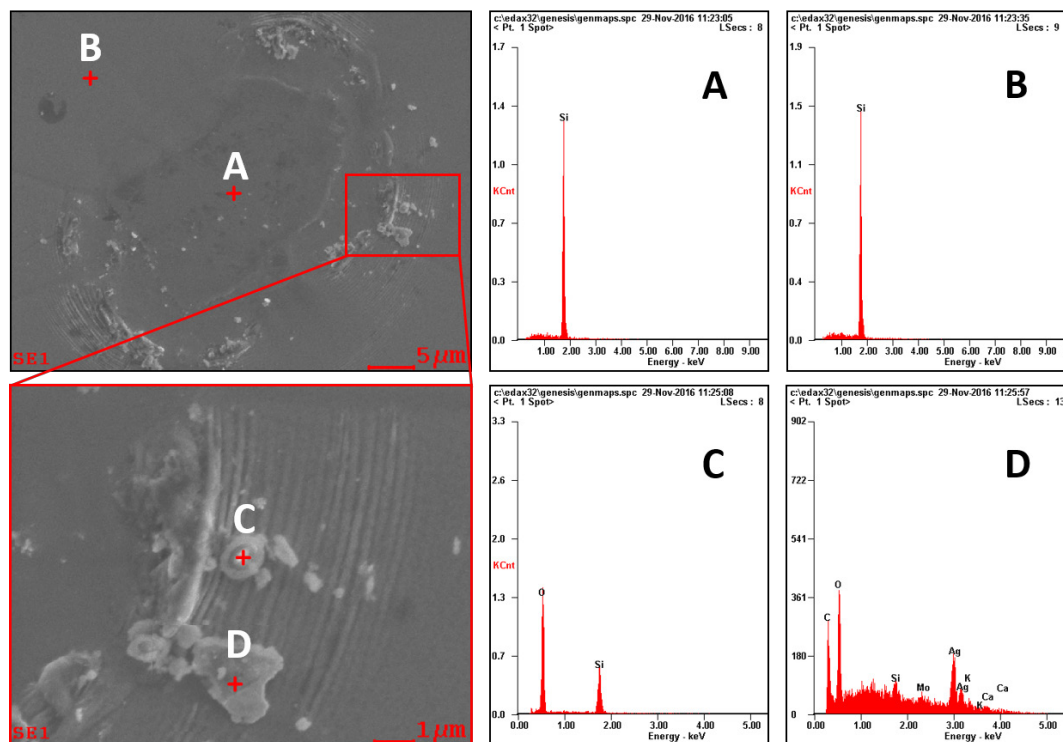 B
A
SE1
5 μm
C
D
SE1
1 μm
c:\edax32\genesis\genmaps.spc 29-Nov-2016 11:23:05
< Pt. 1 Spot> LSecs : 8
A
1.7
1.4
1.0
0.7
0.3
0.0
KCnt
Si
1.00 2.00 3.00 4.00 5.00 6.00 7.00 8.00 9.00
Energy - keV
c:\edax32\genesis\genmaps.spc 29-Nov-2016 11:23:35
< Pt. 1 Spot> LSecs : 9
B
1.9
1.5
1.1
0.7
0.4
0.0
KCnt
Si
1.00 2.00 3.00 4.00 5.00 6.00 7.00 8.00 9.00
Energy - keV
c:\edax32\genesis\genmaps.spc 29-Nov-2016 11:25:08
< Pt. 1 Spot> LSecs : 8
C
3.3
2.6
2.0
1.3
0.7
0.0
KCnt
O
Si
0.00 1.00 2.00 3.00 4.00 5.00
Energy - keV
c:\edax32\genesis\genmaps.spc 29-Nov-2016 11:25:57
< Pt. 1 Spot> LSecs : 13
D
902
722
541
361
180
0
C
O
Si
Mo
Ag
Ag
K
K
Ca
Ca
0.00 1.00 2.00 3.00 4.00 5.00
Energy - keV